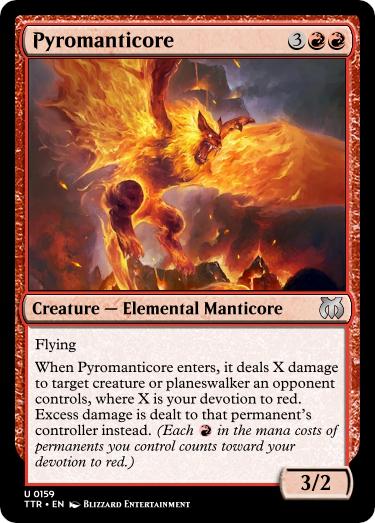 Pyromanticore 3
Creature — Elemental Manticore
Flying
When Pyromanticore enters, it deals X damage
to target creature or planeswalker an opponent
controls, where X is your devotion to red.
Excess damage is dealt to that permanent's
controller instead. (Each in the mana costs of
permanents you control counts toward your
devotion to red.)
3/2
U 0159
TTR • EN Blizzard Entertainment